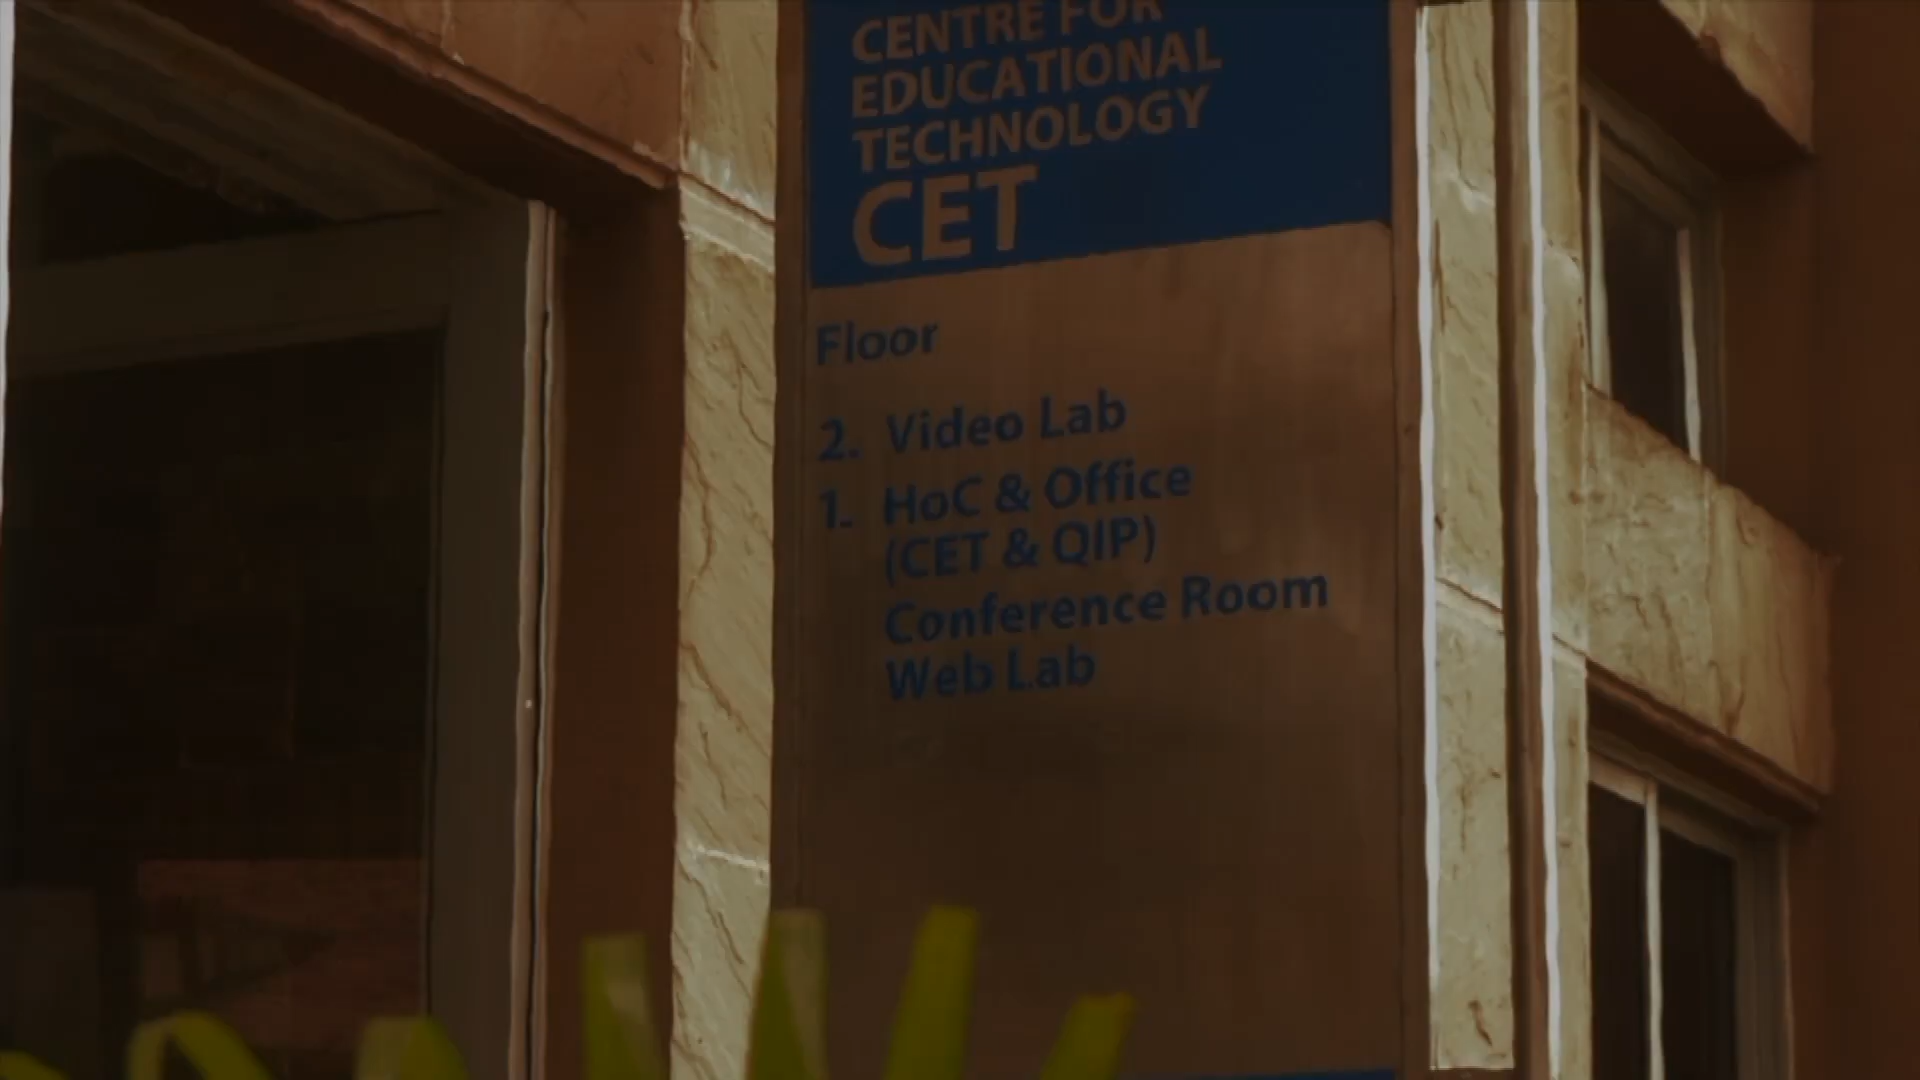 CENTRE FOR
EDUCATIONAL
TECHNOLOGY
CET
Floor
2. Video Lab
1. HoC & Office
(CET & QIP)
Conference Room
Web Lab